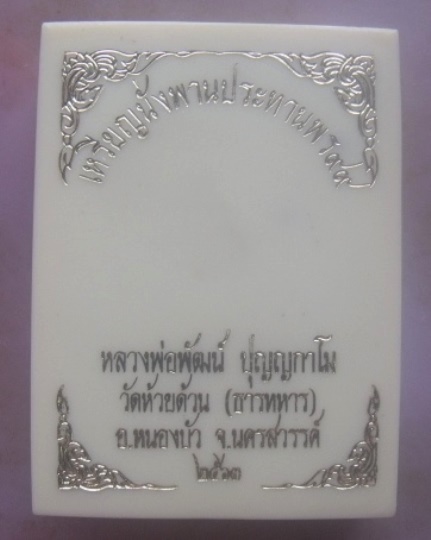 เหรียญนั่งพานประทานพร๙๙
หลวงพ่อพัฒน์ ปุญญกาโม
วัดห้วยด้วน (ธารทหาร)
อ.หนองบัว จ.นครสวรรค์
๒๕๖๓